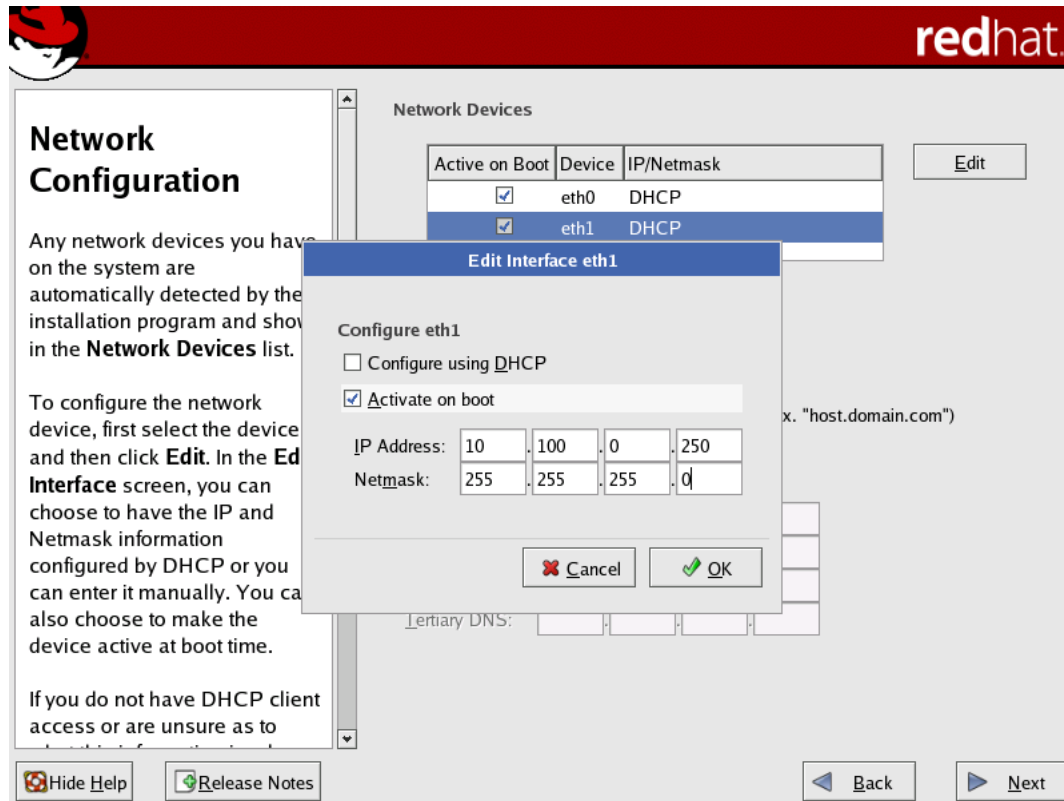 redhat.
Network
Configuration
Any network devices you have
on the system are
automatically detected by the
installation program and show
in the Network Devices list.
To configure the network
device, first select the device
and then click Edit. In the Ed
Interface screen, you can
choose to have the IP and
Netmask information
configured by DHCP or you
can enter it manually. You ca
also choose to make the
device active at boot time.
If you do not have DHCP client
access or are unsure as to
Network Devices
Active on Boot Device IP/Netmask
eth0 DHCP
eth1 DHCP
Edit
Edit Interface eth1
Configure eth1
Configure using DHCP
Activate on boot
IP Address: 10 . 100 . 0 . 250
Netmask: 255 . 255 . 255 . 0
Cancel OK
x. "host.domain.com")
Tertiary DNS: . . .
Hide Help Release Notes Back Next